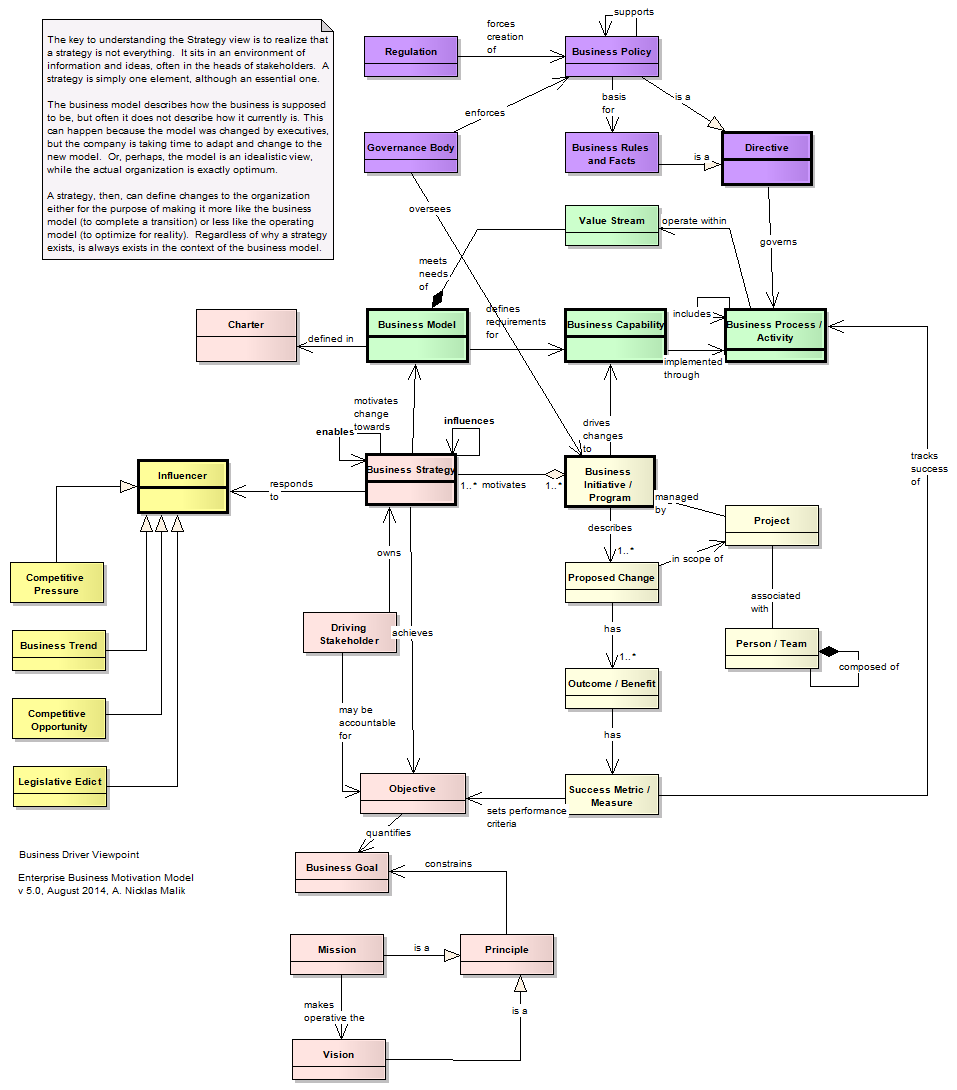 The key to understanding the Strategy view is to realize that
a strategy is not everything.  It sits in an environment of
information and ideas, often in the heads of stakeholders.  A
strategy is simply one element, although an essential one.
The business model describes how the business is supposed
to be, but often it does not describe how it currently is. This
can happen because the model was changed by executives,
but the company is taking time to adapt and change to the
new model.  Or, perhaps, the model is an idealistic view,
while the actual organization is exactly optimum.
A strategy, then, can define changes to the organization
either for the purpose of making it more like the business
model (to complete a transition) or less like the operating
model (to optimize for reality).  Regardless of why a strategy
exists, is always exists in the context of the business model.
supports
forces
creation
of
Regulation
Business Policy
enforces
basis
for
is a
Governance Body
Business Rules
and Facts
is a
Directive
oversees
Value Stream
operate within
governs
meets
needs
of
defines
requirements
for
includes
Charter
defined in
Business Model
Business Capability
Business Process /
Activity
implemented
through
motivates
change
towards
enables
influences
drives
changes
to
tracks
success
of
Influencer
responds
to
Business Strategy
1..*
motivates
1..*
Business
Initiative /
Program
managed
by
Project
describes
1..*
in scope of
owns
Competitive
Pressure
Proposed Change
associated
with
has
1..*
Driving
Stakeholder
achieves
Business Trend
Person / Team
composed of
Outcome / Benefit
Competitive
Opportunity
may be
accountable
for
has
Legislative Edict
Objective
sets performance
criteria
Success Metric /
Measure
quantifies
Business Driver Viewpoint
Enterprise Business Motivation Model
v 5.0, August 2014, A. Nicklas Malik
Business Goal
constrains
Mission
is a
Principle
makes
operative the
is a
Vision